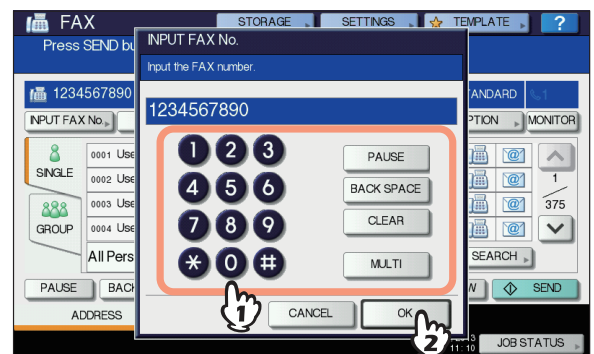 FAX
STORAGE
SETTINGS
TEMPLATE
?
Press SEND bu
INPUT FAX No.
Input the FAX number.
1234567890
1234567890
ANDARD
1
INPUT FAX No.
PTION
MONITOR
1 2 3
PAUSE
4 5 6
BACK SPACE
7 8 9
CLEAR
* 0 #
MULTI
SINGLE
GROUP
0001 Use
0002 Use
0003 Use
0004 Use
All Pers
1
375
SEARCH
PAUSE
BACK
CANCEL
OK
W
SEND
1
2
ADDRESS
11:10
JOB STATUS